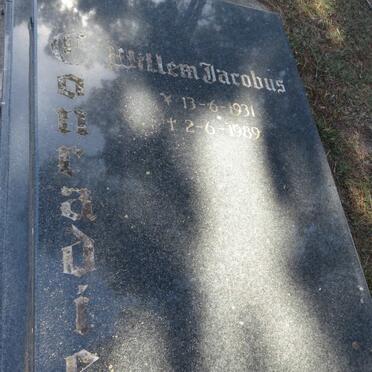 Conradie
Willem Jacobus
* 13-6-1931
† 2-6-1989